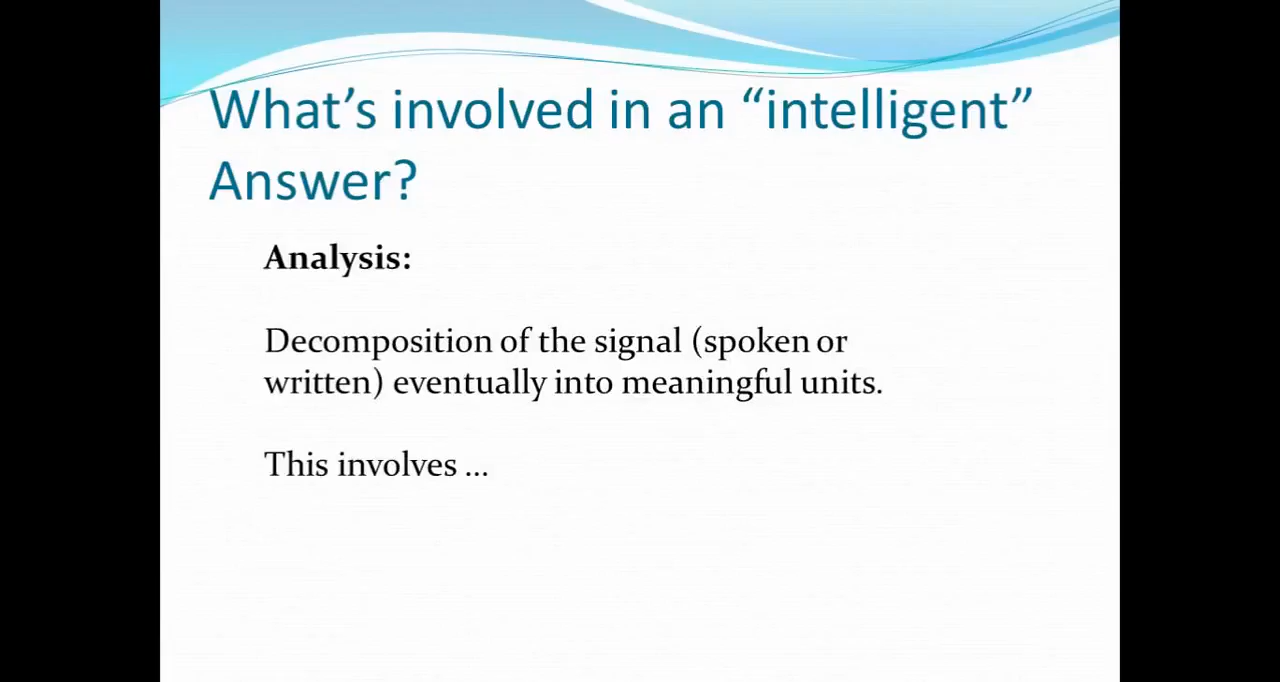 What’s involved in an “intelligent”
Answer?
Analysis:
Decomposition of the signal (spoken or
written) eventually into meaningful units.
This involves …